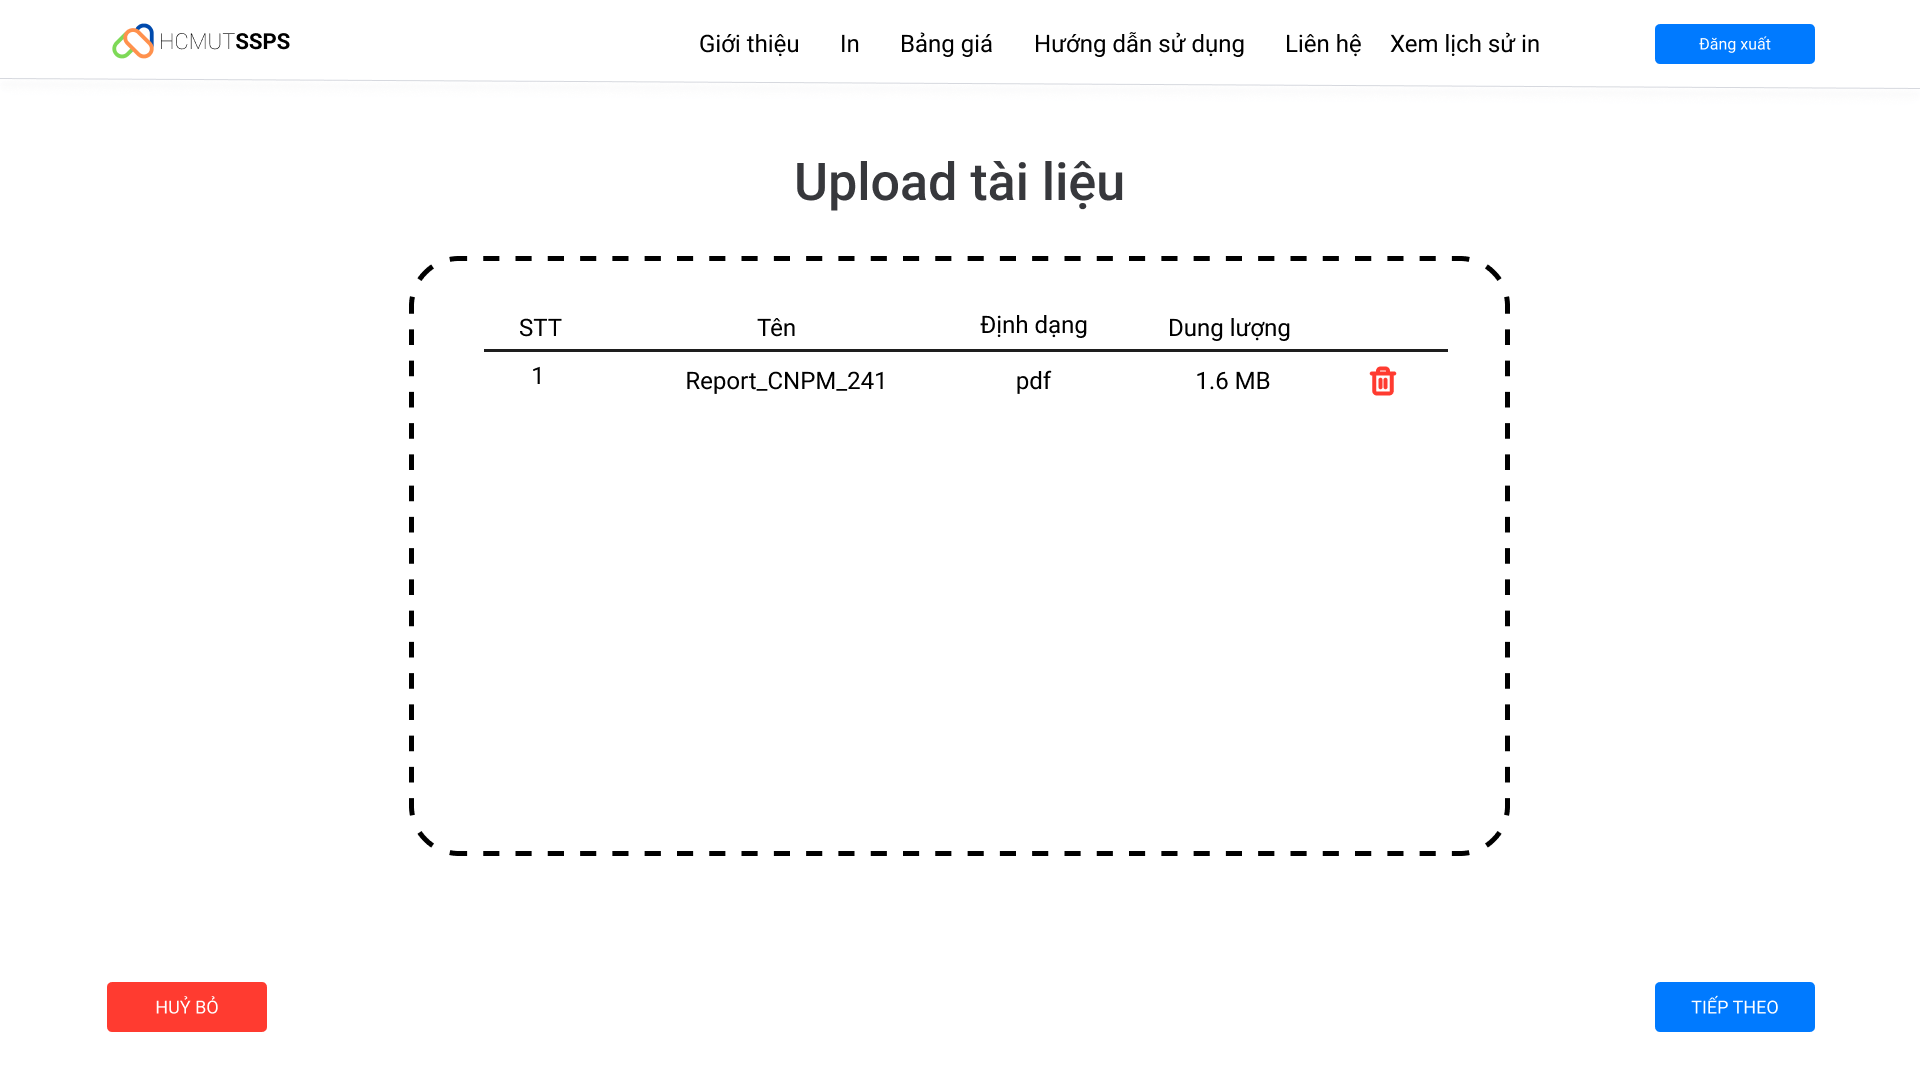 HCMUTSSPS
Giới thiệu In Bảng giá Hướng dẫn sử dụng Liên hệ Xem lịch sử in
Đăng xuất
Upload tài liệu
STT Tên Định dạng Dung lượng
1 Report_CNPM_241 pdf 1.6 MB
HUỶ BỎ
TIẾP THEO